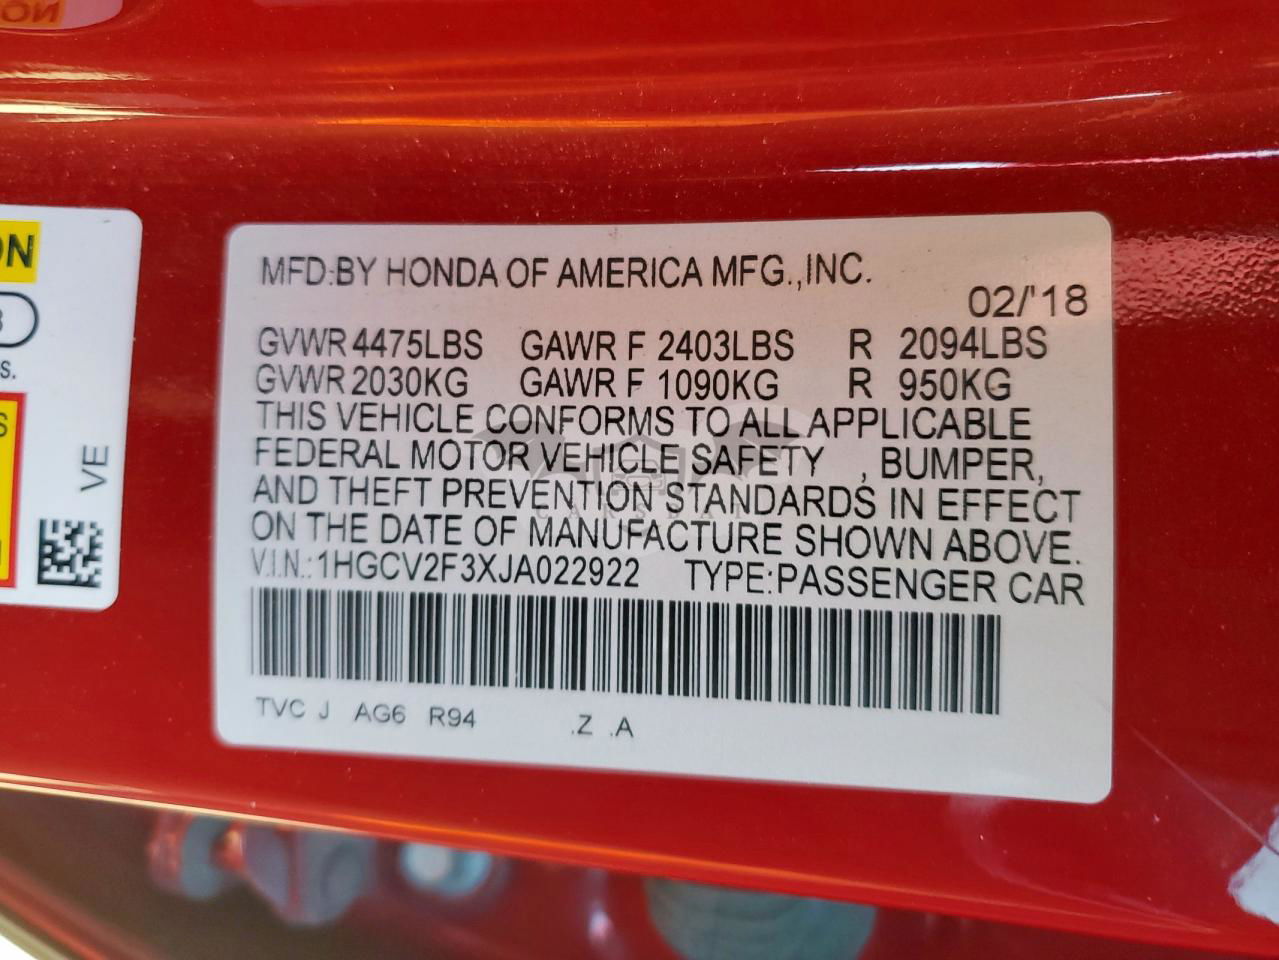 ON
S.
VE
MFD:BY HONDA OF AMERICA MFG.,INC.
02/'18
GVWR 4475LBS GAWR F 2403LBS R 2094LBS
GVWR 2030KG GAWR F 1090KG R 950KG
THIS VEHICLE CONFORMS TO ALL APPLICABLE
FEDERAL MOTOR VEHICLE SAFETY , BUMPER,
AND THEFT PREVENTION STANDARDS IN EFFECT
ON THE DATE OF MANUFACTURE SHOWN ABOVE.
V.I.N.: 1HGCV2F3XJA022922 TYPE:PASSENGER CAR
TVC J AG6 R94 .Z .A